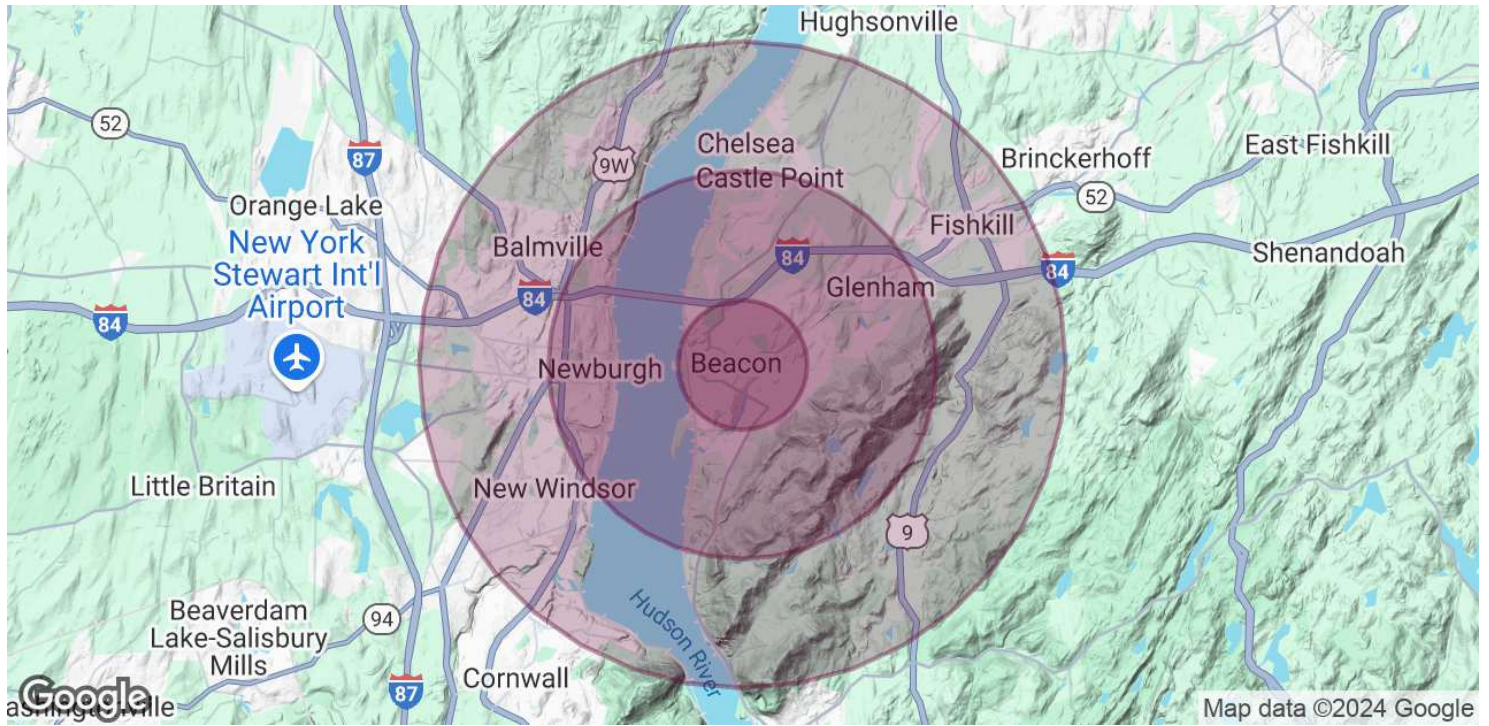 Hughsonville
52
87
9W
Chelsea
Castle Point
Brinckerhoff
East Fishkill
52
Orange Lake
New York
Stewart Int'l
Airport
Balmville
Fishkill
84
84
Shenandoah
84
84
Glenham
Newburgh
Beacon
Little Britain
New Windsor
9
Beaverdam
Lake-Salisbury
Mills
94
Hudson River
Cornwall
87
Google
Map data ©2024 Google